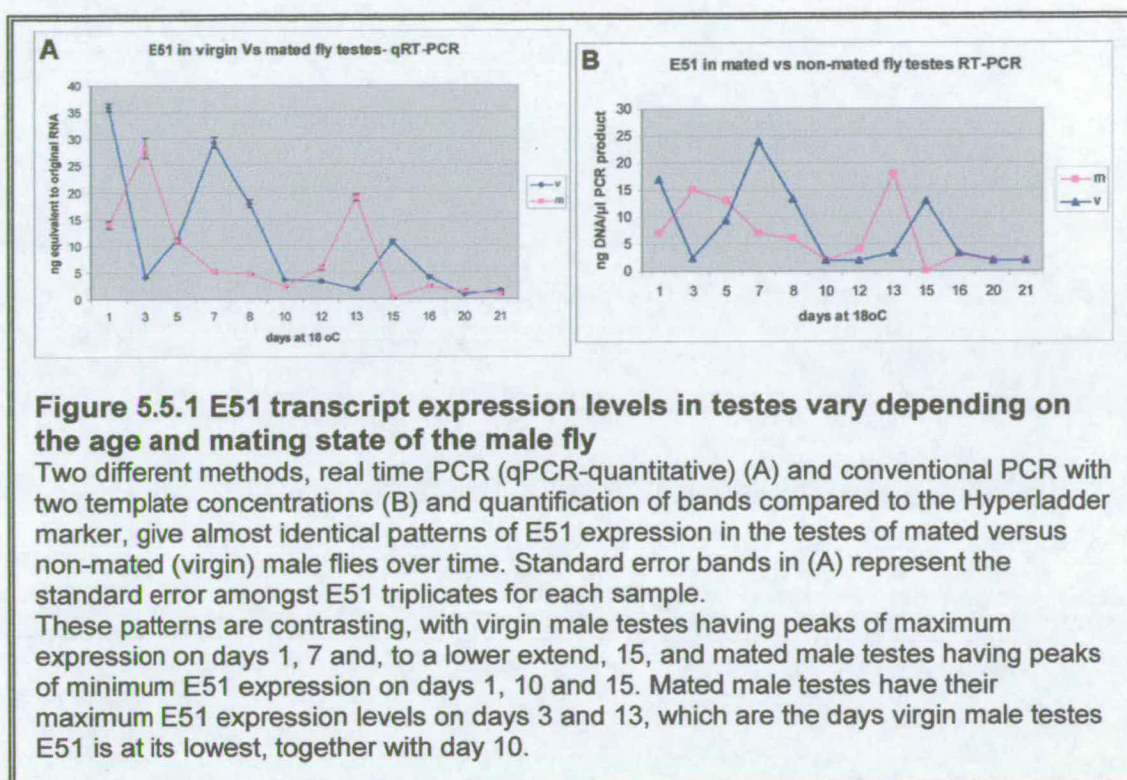 A
E51 in virgin Vs mated fly testes- qRT-PCR
ng equivalent to original RNA
40
35
30
25
20
15
10
5
0
1 3 5 7 8 10 12 13 15 16 20 21
days at 18 oC
v
m
B
E51 in mated vs non-mated fly testes RT-PCR
ng DNA/µl PCR product
30
25
20
15
10
5
0
1 3 5 7 8 10 12 13 15 16 20 21
days at 18oC
m
v
Figure 5.5.1 E51 transcript expression levels in testes vary depending on
the age and mating state of the male fly
Two different methods, real time PCR (qPCR-quantitative) (A) and conventional PCR with
two template concentrations (B) and quantification of bands compared to the Hyperladder
marker, give almost identical patterns of E51 expression in the testes of mated versus
non-mated (virgin) male flies over time. Standard error bands in (A) represent the
standard error amongst E51 triplicates for each sample.
These patterns are contrasting, with virgin male testes having peaks of maximum
expression on days 1, 7 and, to a lower extend, 15, and mated male testes having peaks
of minimum E51 expression on days 1, 10 and 15. Mated male testes have their
maximum E51 expression levels on days 3 and 13, which are the days virgin male testes
E51 is at its lowest, together with day 10.